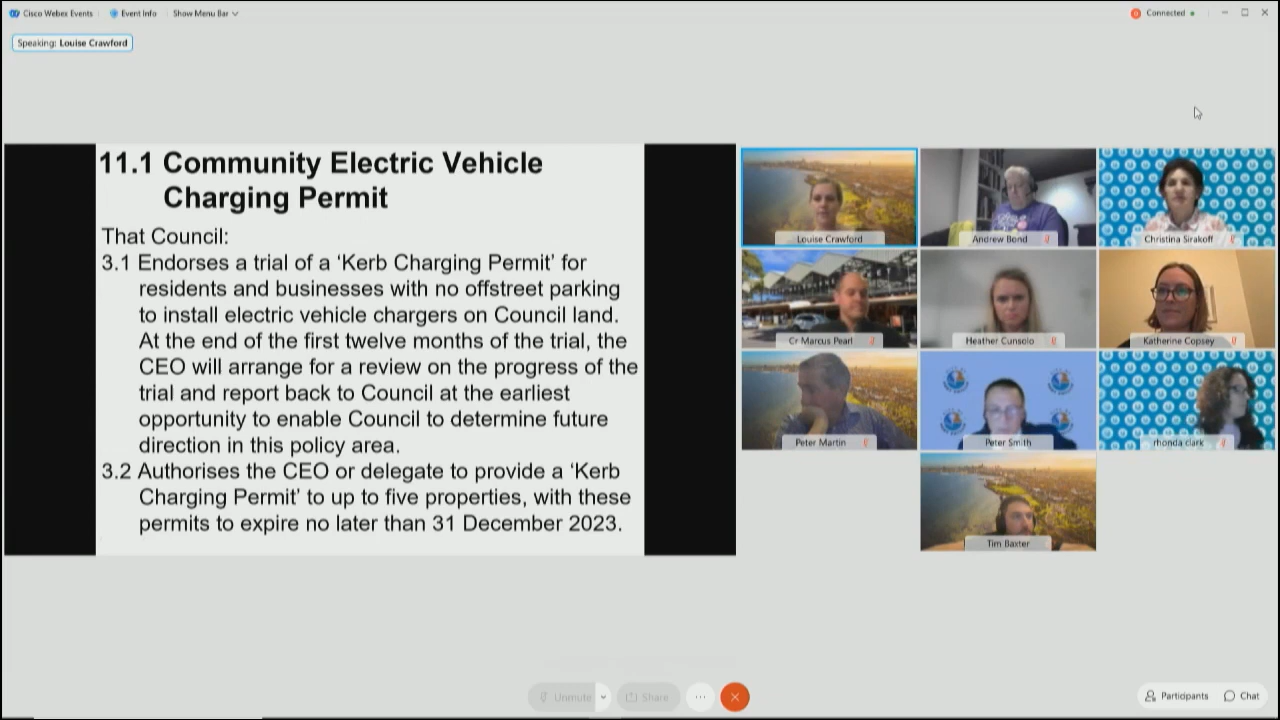 Cisco Webex Events
Event Info
Show Menu Bar
Connected
Speaking: Louise Crawford
11.1 Community Electric Vehicle
Charging Permit
That Council:
3.1 Endorses a trial of a ‘Kerb Charging Permit’ for
residents and businesses with no offstreet parking
to install electric vehicle chargers on Council land.
At the end of the first twelve months of the trial, the
CEO will arrange for a review on the progress of the
trial and report back to Council at the earliest
opportunity to enable Council to determine future
direction in this policy area.
3.2 Authorises the CEO or delegate to provide a ‘Kerb
Charging Permit’ to up to five properties, with these
permits to expire no later than 31 December 2023.
Louise Crawford
Andrew Bond
Christina Sirakoff
Cr Marcus Pearl
Heather Cunsolo
Katherine Copsey
Peter Martin
Peter Smith
rhonda clark
Tim Baxter
Unmute
Share
Participants
Chat